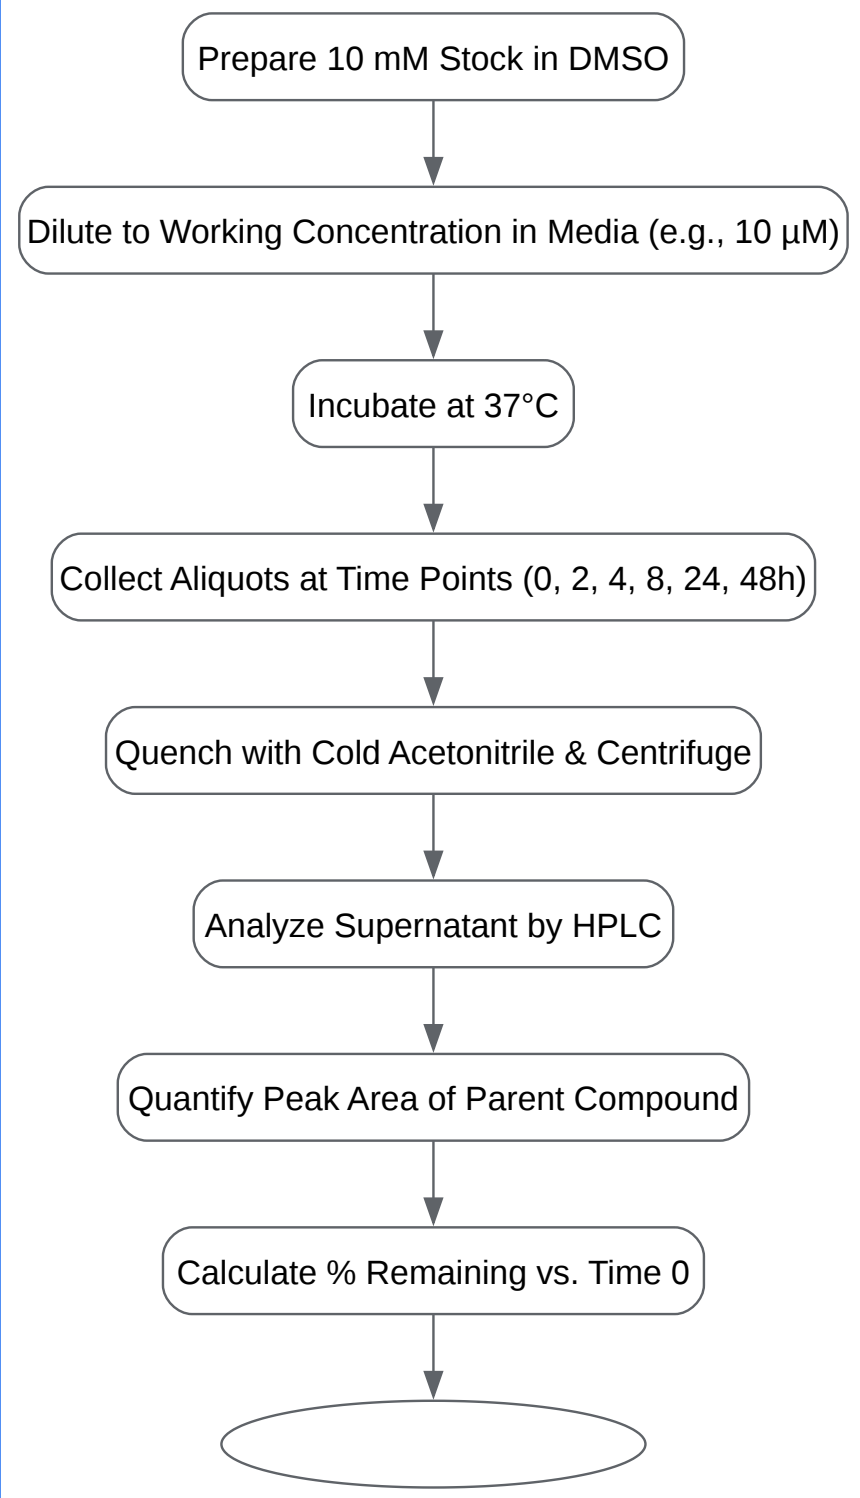 Prepare 10 mM Stock in DMSO
Dilute to Working Concentration in Media (e.g., 10 µM)
Incubate at 37°C
Collect Aliquots at Time Points (0, 2, 4, 8, 24, 48h)
Quench with Cold Acetonitrile & Centrifuge
Analyze Supernatant by HPLC
Quantify Peak Area of Parent Compound
Calculate % Remaining vs. Time 0